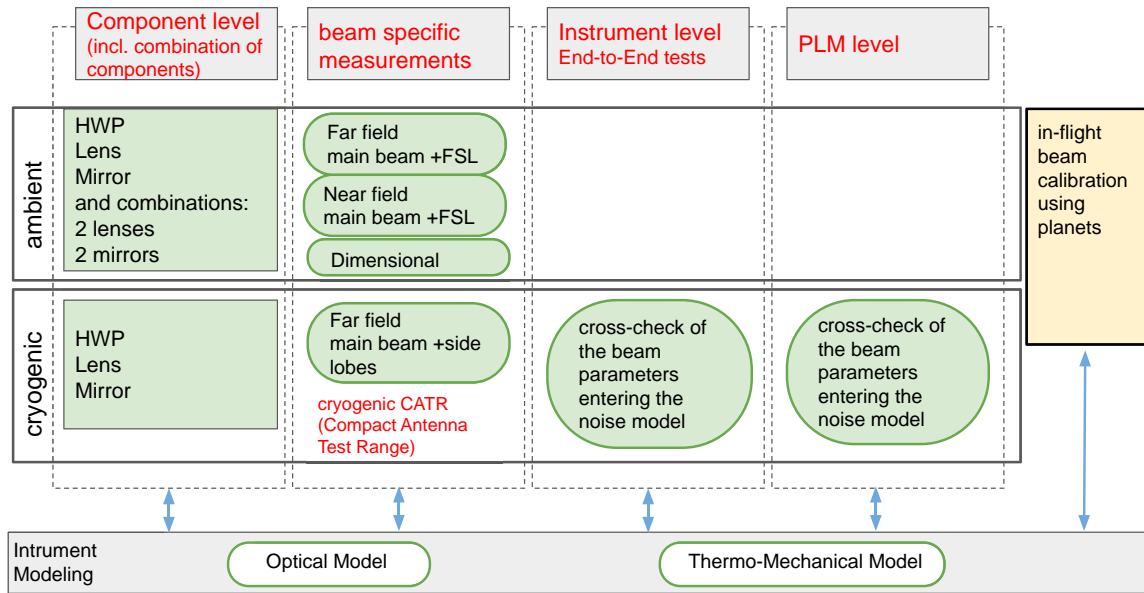 Component level
(incl. combination of
components)
beam specific
measurements
Instrument level
End-to-End tests
PLM level
ambient
HWP
Lens
Mirror
and combinations:
2 lenses
2 mirrors
Far field
main beam +FSL
Near field
main beam +FSL
Dimensional
in-flight
beam
calibration
using
planets
cryogenic
HWP
Lens
Mirror
Far field
main beam +side
lobes
cryogenic CATR
(Compact Antenna
Test Range)
cross-check of
the beam
parameters
entering the
noise model
cross-check of
the beam
parameters
entering the
noise model
Intrument
Modeling
Optical Model
Thermo-Mechanical Model